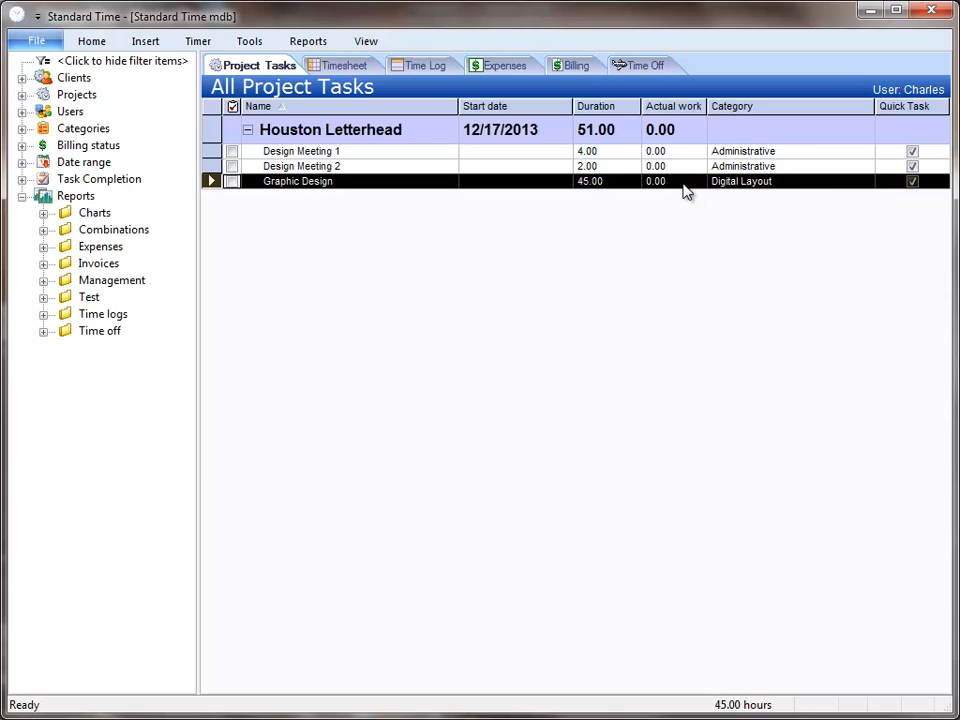 Standard Time - [Standard Time mdb]
File Home Insert Timer Tools Reports View
<Click to hide filter items>
Clients
Projects
Users
Categories
Billing status
Date range
Task Completion
Reports
Charts
Combinations
Expenses
Invoices
Management
Test
Time logs
Time off
Project Tasks Timesheet Time Log Expenses Billing Time Off
All Project Tasks User: Charles
Name Start date Duration Actual work Category Quick Task
Houston Letterhead 12/17/2013 51.00 0.00
Design Meeting 1 4.00 0.00 Administrative
Design Meeting 2 2.00 0.00 Administrative
Graphic Design 45.00 0.00 Digital Layout
Ready 45.00 hours